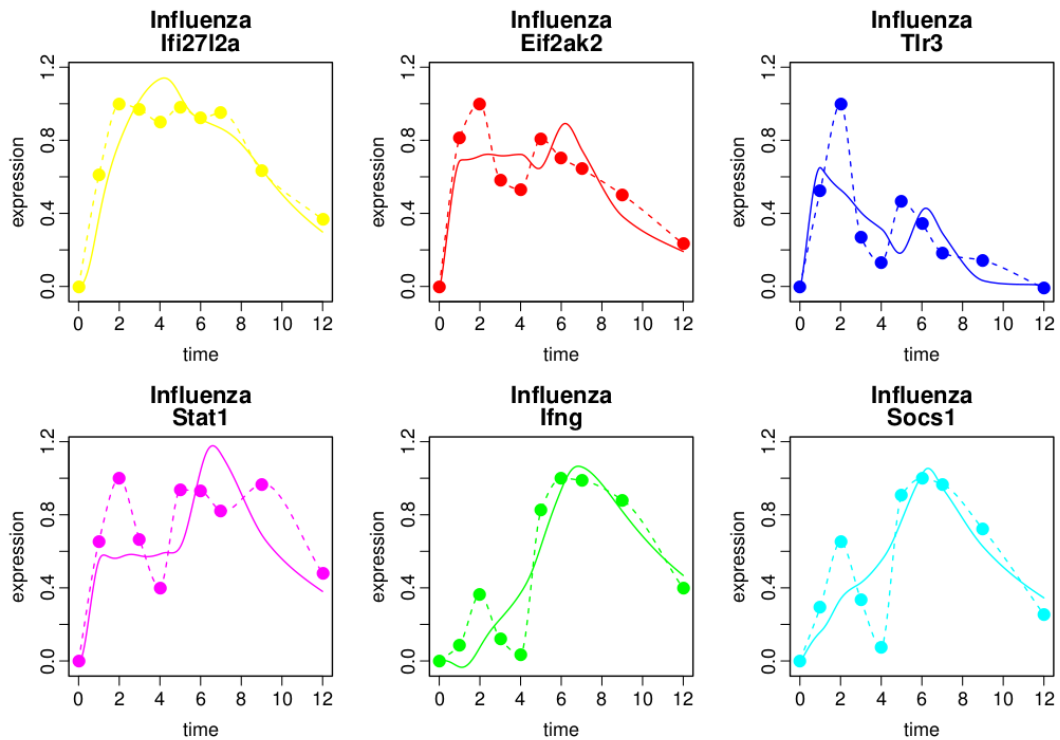 Influenza
Ifi27l2a
expression
0.0 0.4 0.8 1.2
0 2 4 6 8 10 12
time
Influenza
Eif2ak2
expression
0.0 0.4 0.8 1.2
0 2 4 6 8 10 12
time
Influenza
Tlr3
expression
0.0 0.4 0.8 1.2
0 2 4 6 8 10 12
time
Influenza
Stat1
expression
0.0 0.4 0.8 1.2
0 2 4 6 8 10 12
time
Influenza
Ifng
expression
0.0 0.4 0.8 1.2
0 2 4 6 8 10 12
time
Influenza
Socs1
expression
0.0 0.4 0.8 1.2
0 2 4 6 8 10 12
time